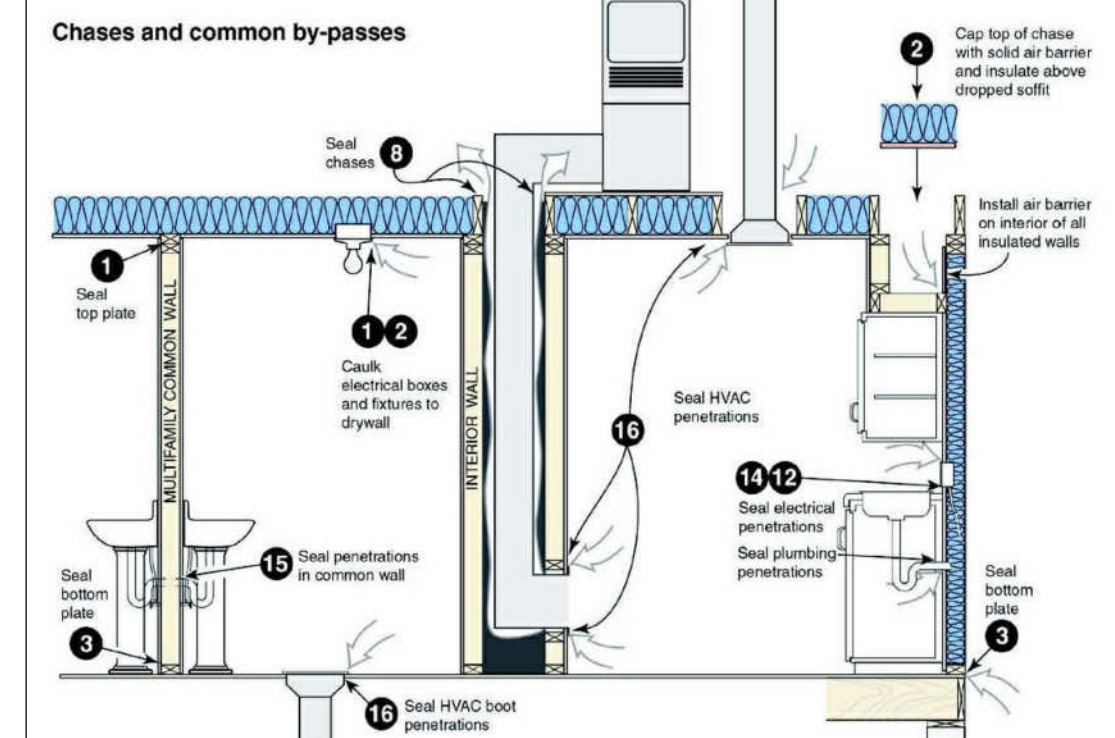 Chases and common by-passes
2
Cap top of chase
with solid air barrier
and insulate above
dropped soffit
Seal
chases
8
Install air barrier
on interior of all
insulated walls
1
Seal
top plate
MULTIFAMILY COMMON WALL
1 2
Caulk
electrical boxes
and fixtures to
drywall
INTERIOR WALL
Seal HVAC
penetrations
16
14 12
Seal electrical
penetrations
Seal plumbing
penetrations
15
Seal penetrations
in common wall
Seal
bottom
plate
3
Seal
bottom
plate
3
16
Seal HVAC boot
penetrations